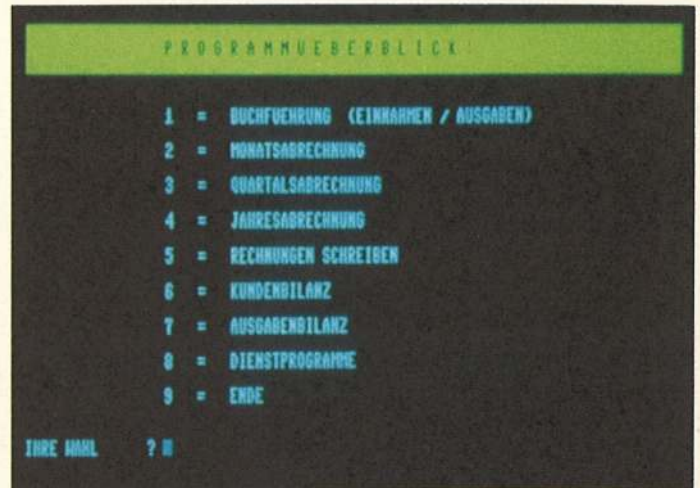 PROGRAMMUEBERBLICK
1 = BUCHFUEHRUNG (EINNAHMEN / AUSGABEN)
2 = MONATSABRECHNUNG
3 = QUARTALSABRECHNUNG
4 = JAHRESABRECHNUNG
5 = RECHNUNGEN SCHREIBEN
6 = KUNDENBILANZ
7 = AUSGABENBILANZ
8 = DIENSTPROGRAMME
9 = ENDE
IHRE WAHL ?